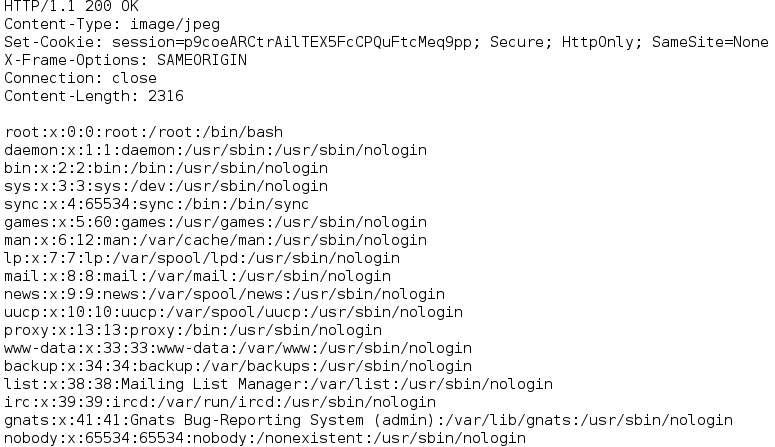 HTTP/1.1 200 OK
Content-Type: image/jpeg
Set-Cookie: session=p9coeARCtrAilTEX5FcCPQuFtcMeq9pp; Secure; HttpOnly; SameSite=None
X-Frame-Options: SAMEORIGIN
Connection: close
Content-Length: 2316
root:x:0:0:root:/root:/bin/bash
daemon:x:1:1:daemon:/usr/sbin:/usr/sbin/nologin
bin:x:2:2:bin:/bin:/usr/sbin/nologin
sys:x:3:3:sys:/dev:/usr/sbin/nologin
sync:x:4:65534:sync:/bin:/bin/sync
games:x:5:60:games:/usr/games:/usr/sbin/nologin
man:x:6:12:man:/var/cache/man:/usr/sbin/nologin
lp:x:7:7:lp:/var/spool/lpd:/usr/sbin/nologin
mail:x:8:8:mail:/var/mail:/usr/sbin/nologin
news:x:9:9:news:/var/spool/news:/usr/sbin/nologin
uucp:x:10:10:uucp:/var/spool/uucp:/usr/sbin/nologin
proxy:x:13:13:proxy:/bin:/usr/sbin/nologin
www-data:x:33:33:www-data:/var/www:/usr/sbin/nologin
backup:x:34:34:backup:/var/backups:/usr/sbin/nologin
list:x:38:38:Mailing List Manager:/var/list:/usr/sbin/nologin
irc:x:39:39:ircd:/var/run/ircd:/usr/sbin/nologin
gnats:x:41:41:Gnats Bug-Reporting System (admin):/var/lib/gnats:/usr/sbin/nologin
nobody:x:65534:65534:nobody:/nonexistent:/usr/sbin/nologin